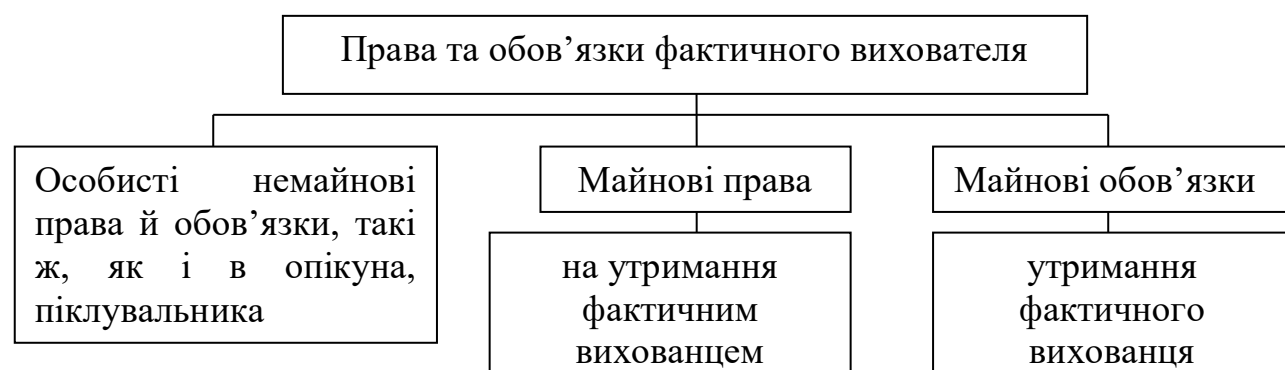 Права та обов’язки фактичного вихователя
Особисті немайнові
права й обов’язки, такі
ж, як і в опікуна,
піклувальника
Майнові права
на утримання
фактичним
вихованцем
Майнові обов’язки
утримання
фактичного
вихованця